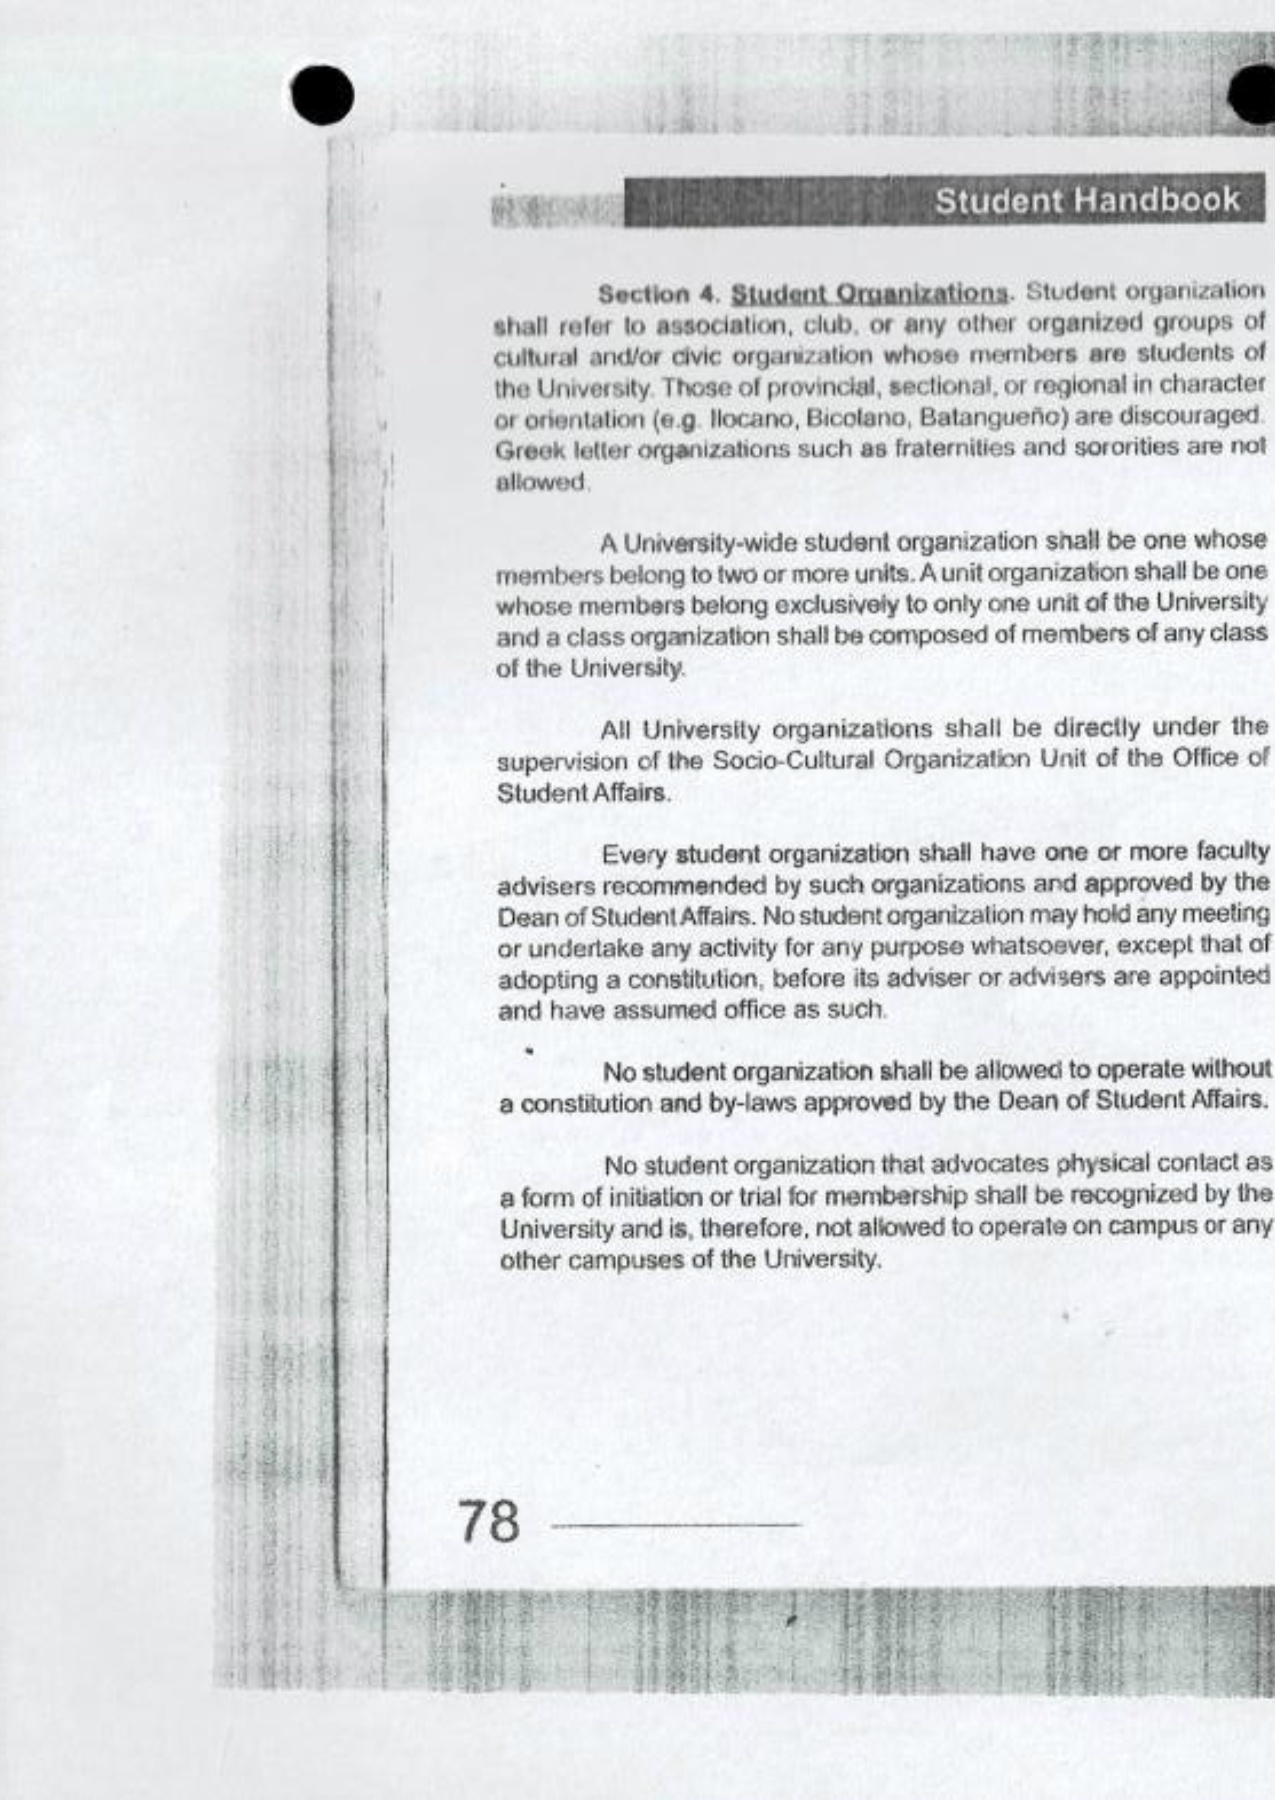 Student Handbook
Section 4. Student Organizations. Student organization
shall refer to association, club, or any other organized groups of
cultural and/or civic organization whose members are students of
the University. Those of provincial, sectional, or regional in character
or orientation (e.g. Ilocano, Bicolano, Batangueño) are discouraged.
Greek letter organizations such as fraternities and sororities are not
allowed.
A University-wide student organization shall be one whose
members belong to two or more units. A unit organization shall be one
whose members belong exclusively to only one unit of the University
and a class organization shall be composed of members of any class
of the University.
All University organizations shall be directly under the
supervision of the Socio-Cultural Organization Unit of the Office of
Student Affairs.
Every student organization shall have one or more faculty
advisers recommended by such organizations and approved by the
Dean of Student Affairs. No student organization may hold any meeting
or undertake any activity for any purpose whatsoever, except that of
adopting a constitution, before its adviser or advisers are appointed
and have assumed office as such.
No student organization shall be allowed to operate without
a constitution and by-laws approved by the Dean of Student Affairs.
No student organization that advocates physical contact as
a form of initiation or trial for membership shall be recognized by the
University and is, therefore, not allowed to operate on campus or any
other campuses of the University.
78